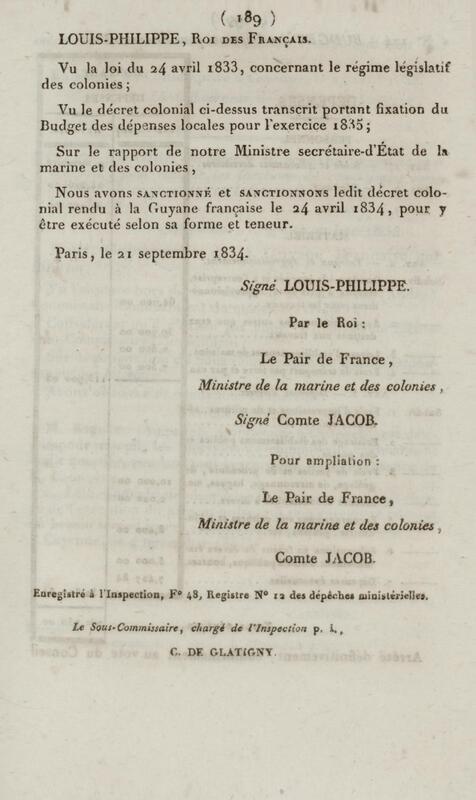 ( 189 )
LOUIS-PHILIPPE, Roi des Français.
Vu la loi du 24 avril 1833, concernant le régime législatif
des colonies ;
Vu le décret colonial ci-dessus transcrit portant fixation du
Budget des dépenses locales pour l'exercice 1835 ;
Sur le rapport de notre Ministre secrétaire-d'État de la
marine et des colonies ,
Nous avons sanctionné et sanctionnons ledit décret colo-
nial rendu à la Guyane française le 24 avril 1834, pour y
être exécuté selon sa forme et teneur.
Paris, le 21 septembre 1834.
Signé LOUIS-PHILIPPE.
Par le Roi :
Le Pair de France ,
Ministre de la marine et des colonies ,
Signé Comte JACOB.
Pour ampliation :
Le Pair de France ,
Ministre de la marine et des colonies ,
Comte JACOB.
Enregistré à l'Inspection, F° 48, Registre N° 12 des dépêches ministérielles.
Le Sous-Commissaire, chargé de l'Inspection p. i.,
C. DE GLATIGNY.